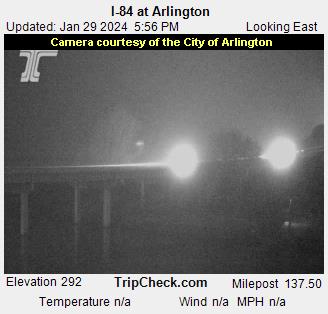 I-84 at Arlington
Updated: Jan 29 2024 5:56 PM Looking East
Camera courtesy of the City of Arlington
Elevation 292 TripCheck.com Milepost 137.50
Temperature n/a Wind n/a MPH n/a